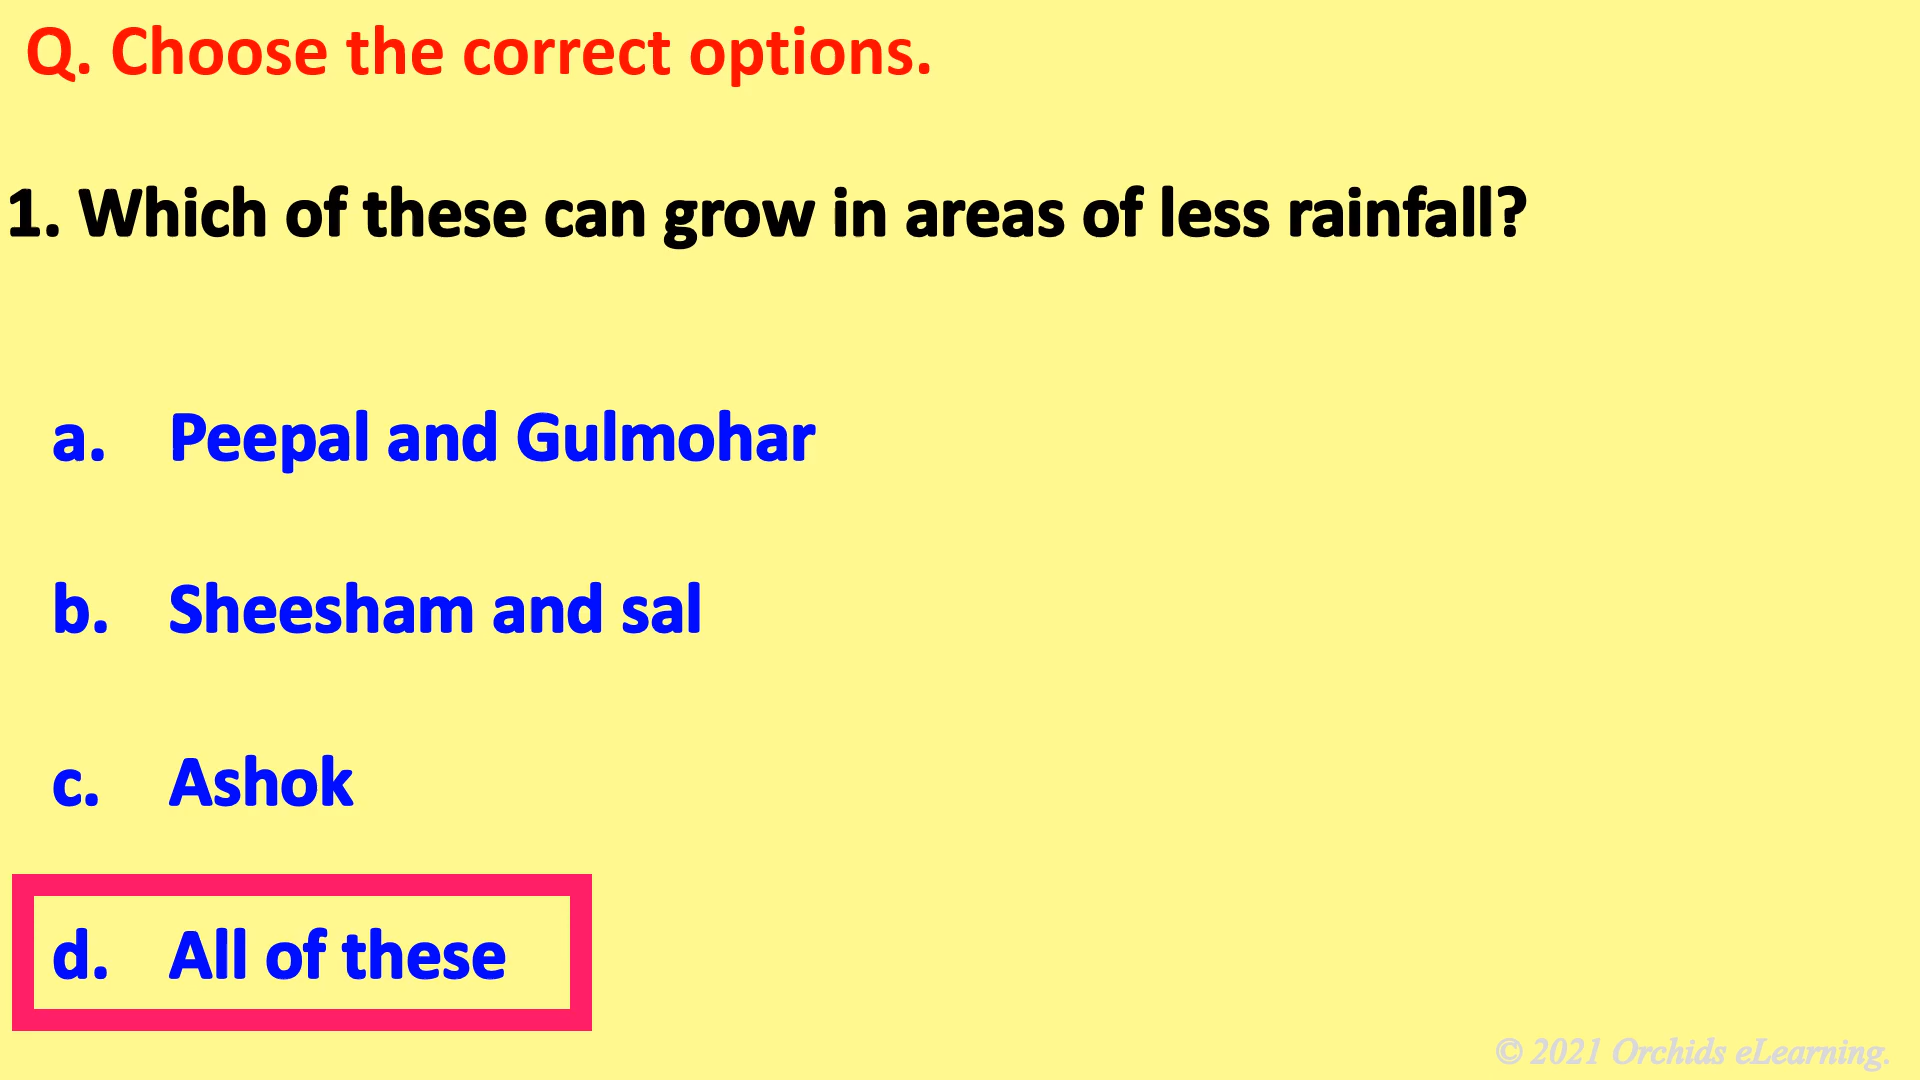 Q. Choose the correct options.
1. Which of these can grow in areas of less rainfall?
a. Peepal and Gulmohar
b. Sheesham and sal
c. Ashok
d. All of these
© 2021 Orchids eLearning.